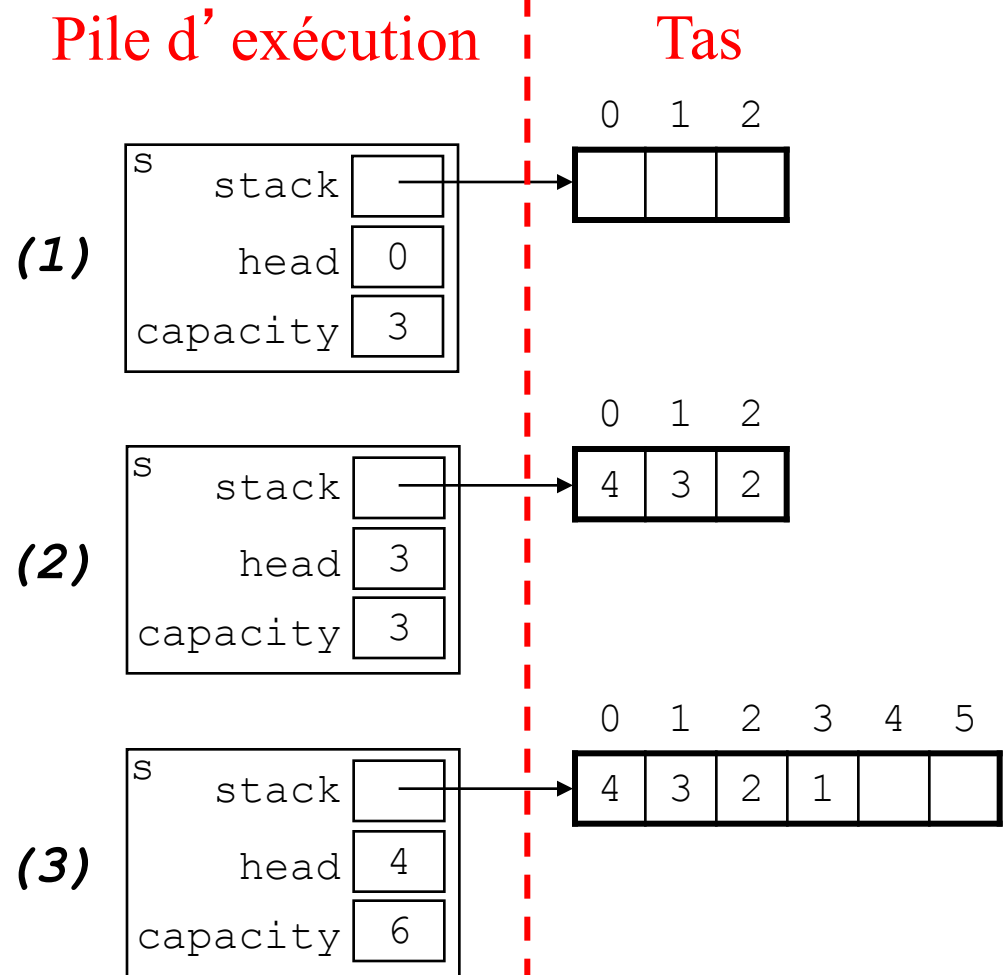 Pile d’ exécution Tas
0 1 2
s
stack
(1)
head 0
capacity 3
0 1 2
s
stack 4 3 2
(2)
head 3
capacity 3
0 1 2 3 4 5
s
stack 4 3 2 1
(3)
head 4
capacity 6